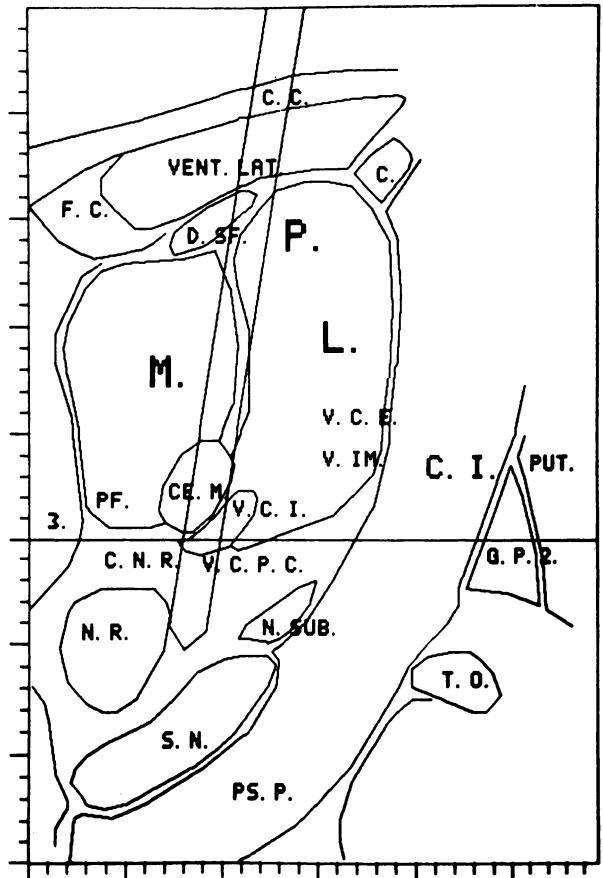 C. C.
VENT. LAT
C.
F. C.
D. SF.
P.
L.
M.
V. C. E.
V. IM.
C. I.
PUT.
PF.
CE. M.
V. C. I.
3.
C. N. R.
V. C. P. C.
G. P. 2.
N. R.
N. SUB.
T. O.
S. N.
PS. P.